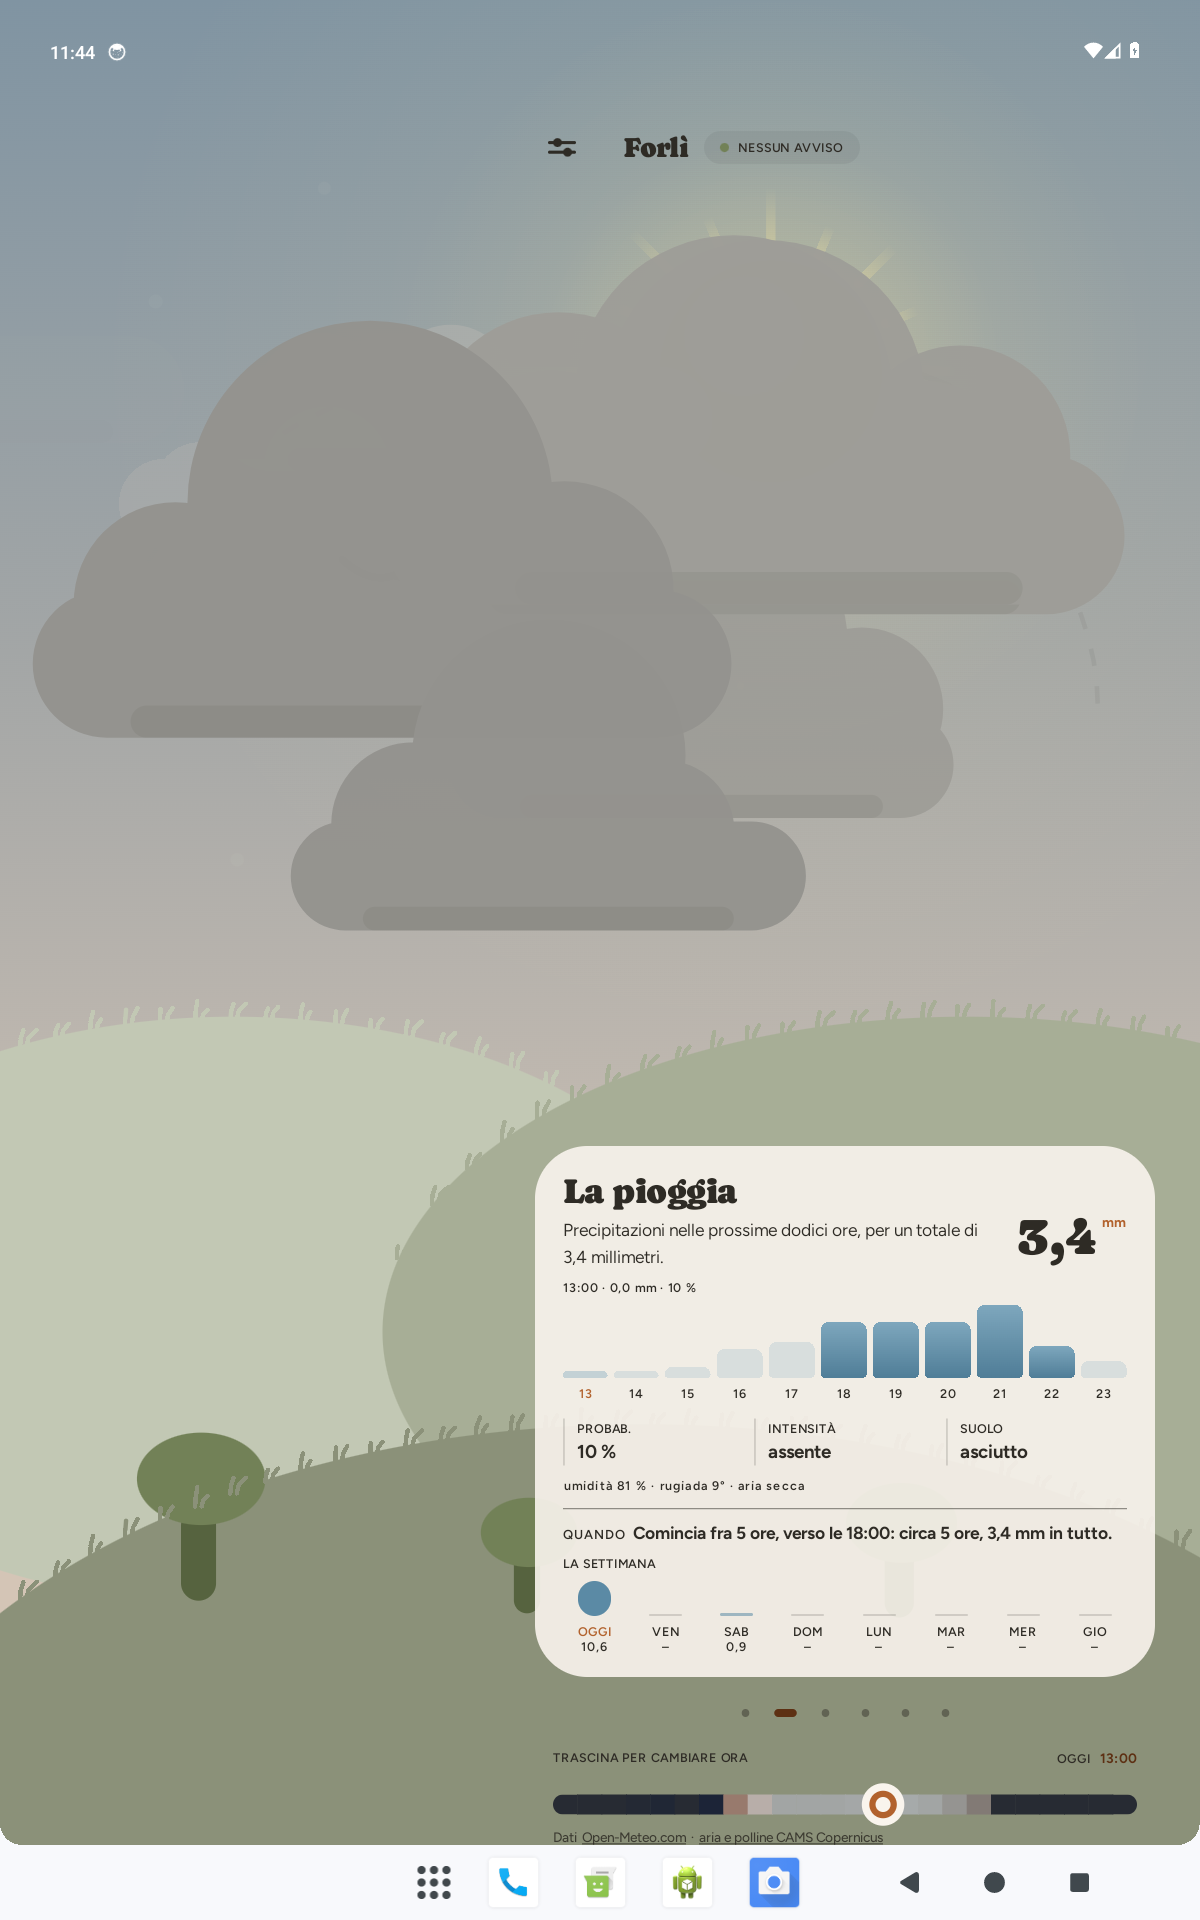 11:44
Forlì NESSUN AVVISO
La pioggia
Precipitazioni nelle prossime dodici ore, per un totale di
3,4 millimetri.
3,4 mm
13:00 · 0,0 mm · 10 %
13 14 15 16 17 18 19 20 21 22 23
PROBAB. INTENSITÀ SUOLO
10 % assente asciutto
umidità 81 % · rugiada 9° · aria secca
QUANDO Comincia fra 5 ore, verso le 18:00: circa 5 ore, 3,4 mm in tutto.
LA SETTIMANA
OGGI VEN SAB DOM LUN MAR MER GIO
10,6 – 0,9 – – – – –
TRASCINA PER CAMBIARE ORA OGGI 13:00
Dati Open-Meteo.com · aria e polline CAMS Copernicus